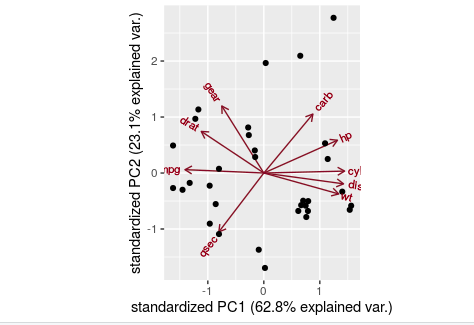 standardized PC2 (23.1% explained var.)
2
1
0
-1
gear
carb
drat
hp
mpg
cyl
dis
wt
qsec
-1
0
1
standardized PC1 (62.8% explained var.)